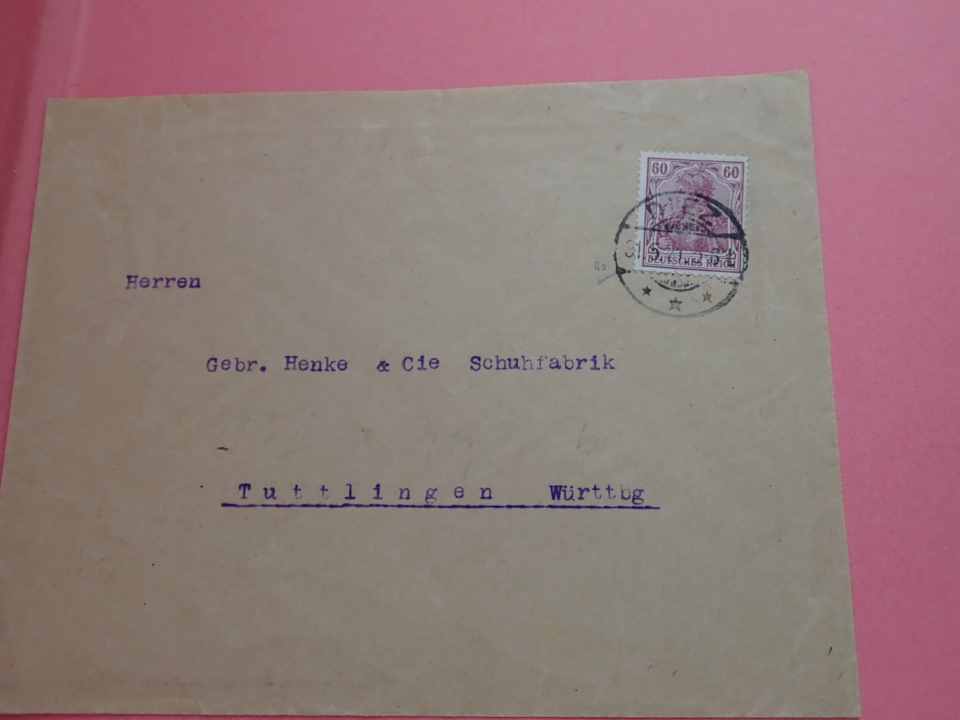 60 60
DEUTSCHES REICH
Herren
Gebr. Henke & Cie Schuhfabrik
Tuttlingen Württbg